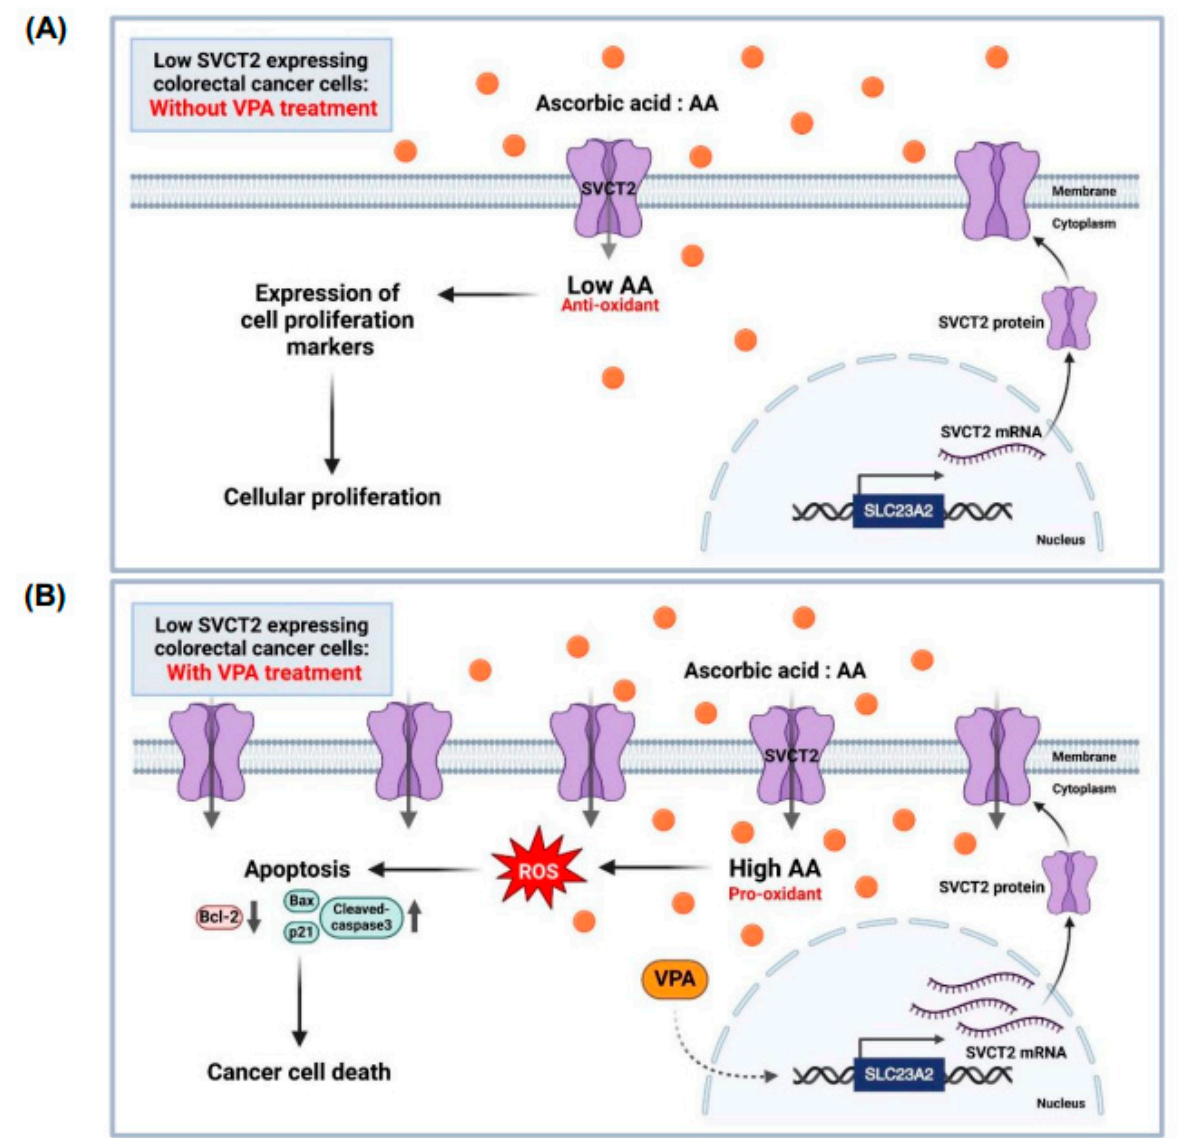 (A)
Low SVCT2 expressing
colorectal cancer cells:
Without VPA treatment
Ascorbic acid : AA
SVCT2
Membrane
Cytoplasm
Low AA
Anti-oxidant
Expression of
cell proliferation
markers
SVCT2 protein
SVCT2 mRNA
Cellular proliferation
SLC23A2
Nucleus
(B)
Low SVCT2 expressing
colorectal cancer cells:
With VPA treatment
Ascorbic acid : AA
SVCT2
Membrane
Cytoplasm
Apoptosis
ROS
High AA
Pro-oxidant
SVCT2 protein
Bcl-2
Bax
p21
Cleaved-
caspase3
VPA
SVCT2 mRNA
Cancer cell death
SLC23A2
Nucleus